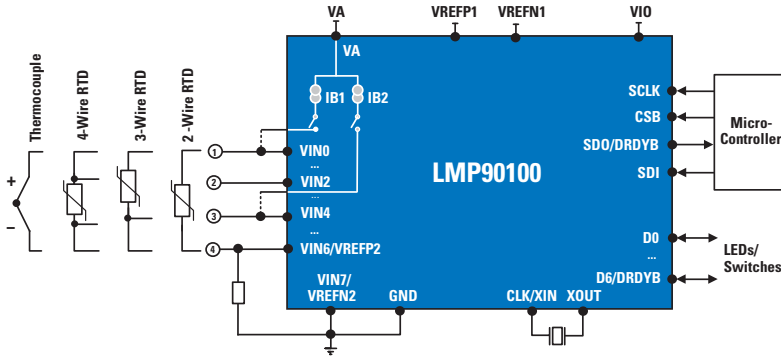 VA
VREFP1
VREFN1
VIO
VA
IB1
IB2
Thermocouple
4-Wire RTD
3-Wire RTD
2 -Wire RTD
+
–
1
2
3
4
VIN0
...
VIN2
...
VIN4
...
VIN6/VREFP2
VIN7/
VREFN2
GND
CLK/XIN
XOUT
LMP90100
SCLK
CSB
SDO/DRDYB
SDI
D0
...
D6/DRDYB
Micro-
Controller
LEDs/
Switches